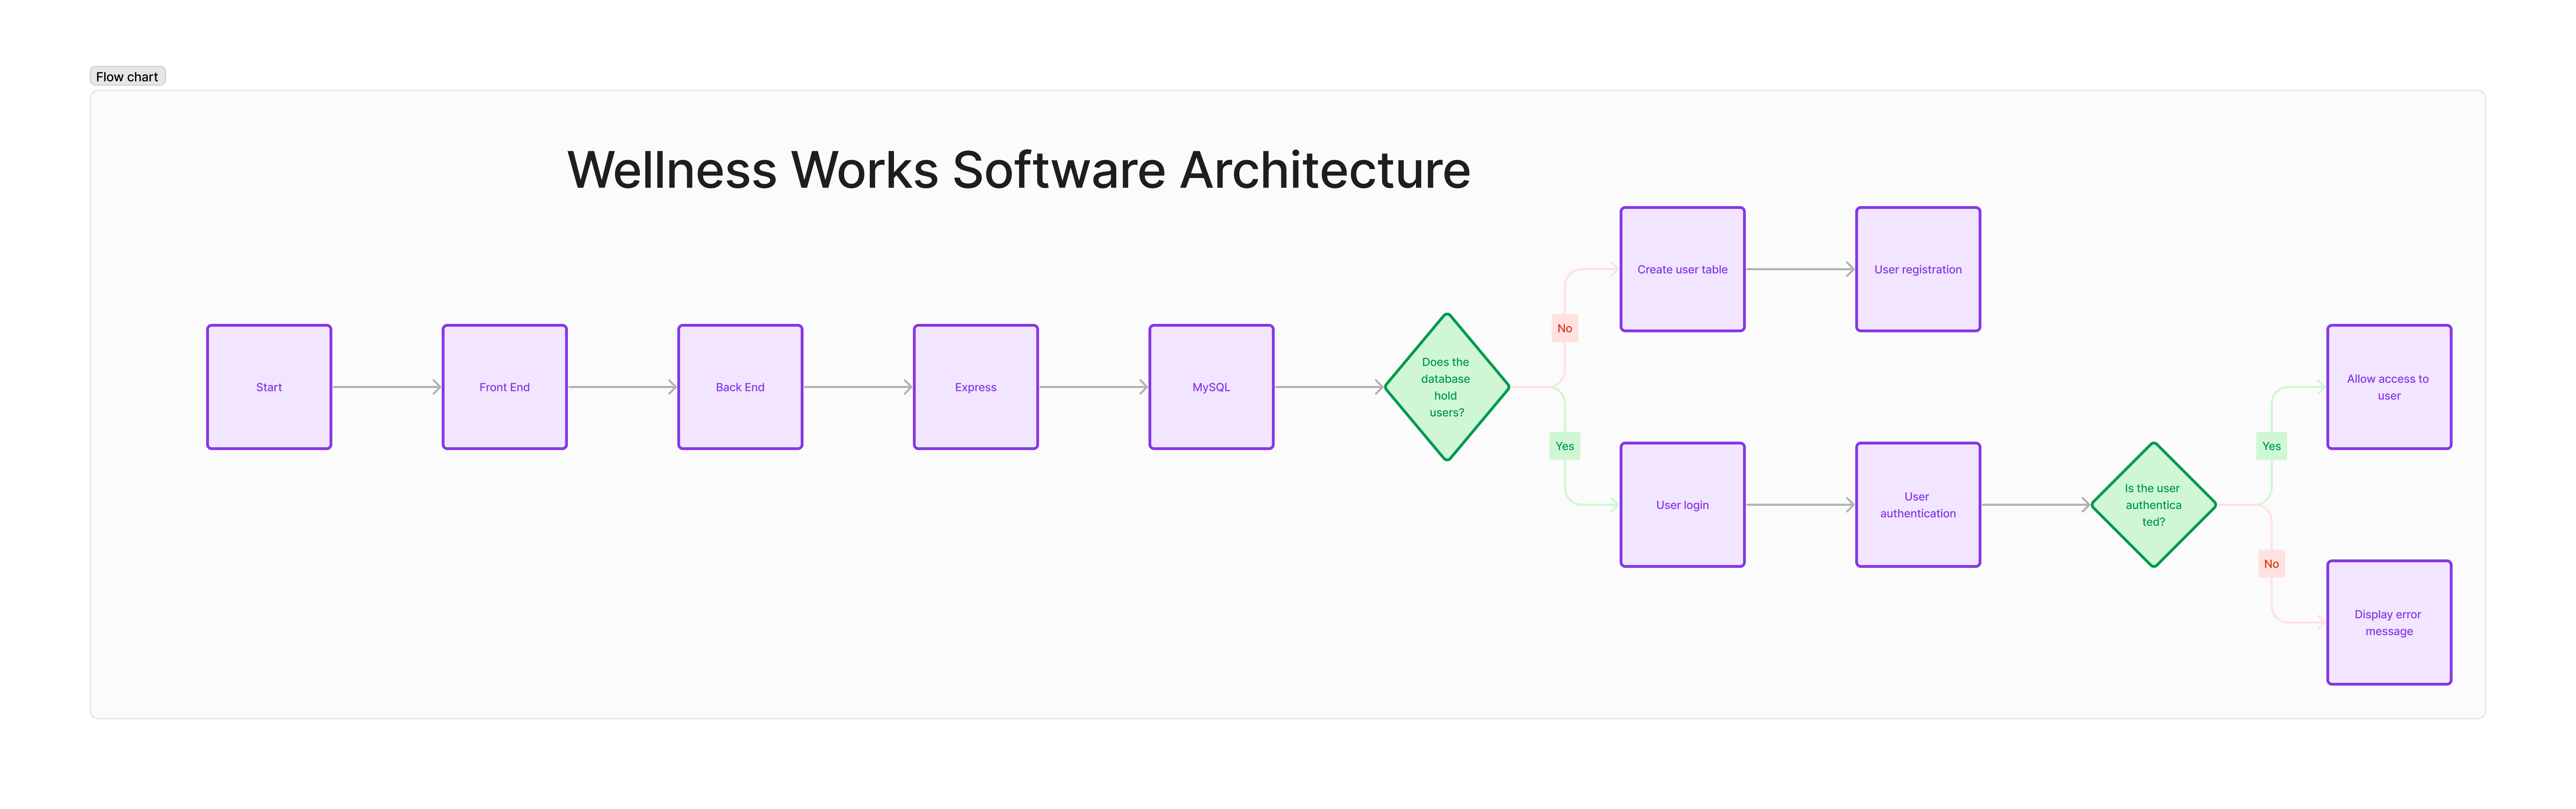 Flow chart
Wellness Works Software Architecture
Start
Front End
Back End
Express
MySQL
Does the
database
hold
users?
No
Create user table
User registration
Yes
User login
User
authentication
Is the user
authentica
ted?
Yes
Allow access to
user
No
Display error
message